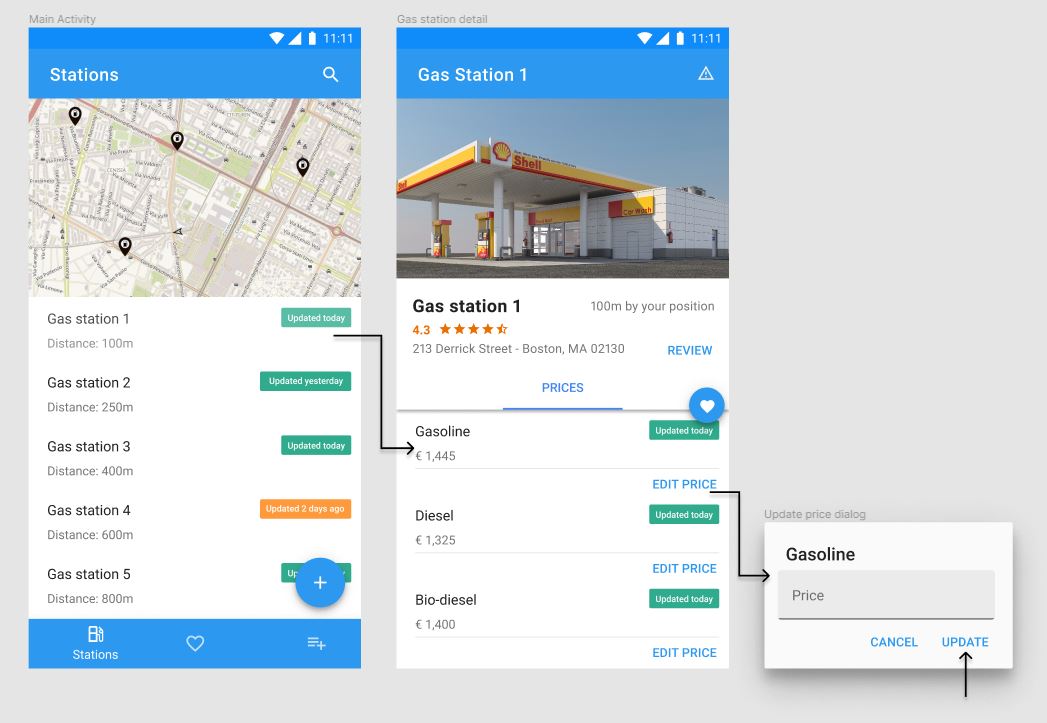 Main Activity
11:11
Stations
Gas station 1
Updated today
Distance: 100m
Gas station 2
Updated yesterday
Distance: 250m
Gas station 3
Updated today
Distance: 400m
Gas station 4
Updated 2 days ago
Distance: 600m
Gas station 5
Distance: 800m
+
Stations
Gas station detail
11:11
Gas Station 1
Shell
Shell
Car Wash
Gas station 1
100m by your position
4.3
213 Derrick Street - Boston, MA 02130
REVIEW
PRICES
Gasoline
Updated today
€ 1,445
EDIT PRICE
Diesel
Updated today
€ 1,325
EDIT PRICE
Bio-diesel
Updated today
€ 1,400
EDIT PRICE
Update price dialog
Gasoline
Price
CANCEL UPDATE